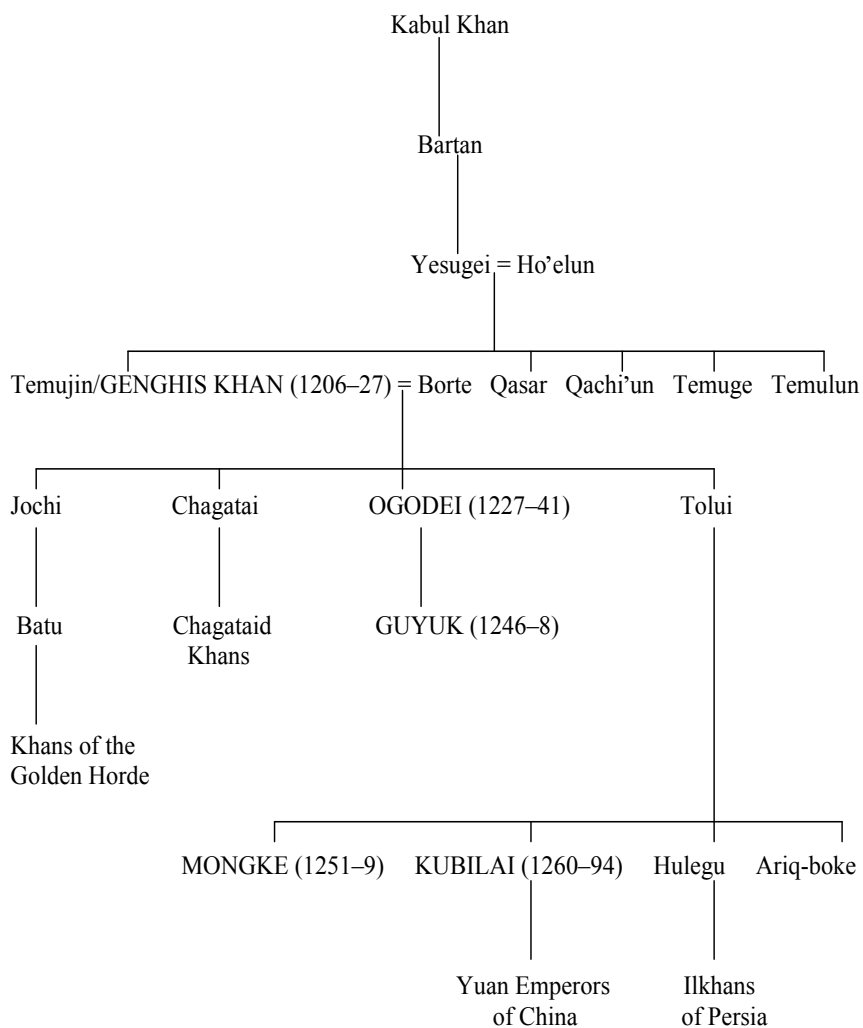 Kabul Khan
Bartan
Yesugei = Ho’elun
Temujin/GENGHIS KHAN (1206–27) = Borte Qasar Qachi’un Temuge Temulun
Jochi Chagatai OGODEI (1227–41) Tolui
Batu Chagataid GUYUK (1246–8)
Khans
Khans of the
Golden Horde
MONGKE (1251–9) KUBILAI (1260–94) Hulegu Ariq-boke
Yuan Emperors Ilkhans
of China of Persia